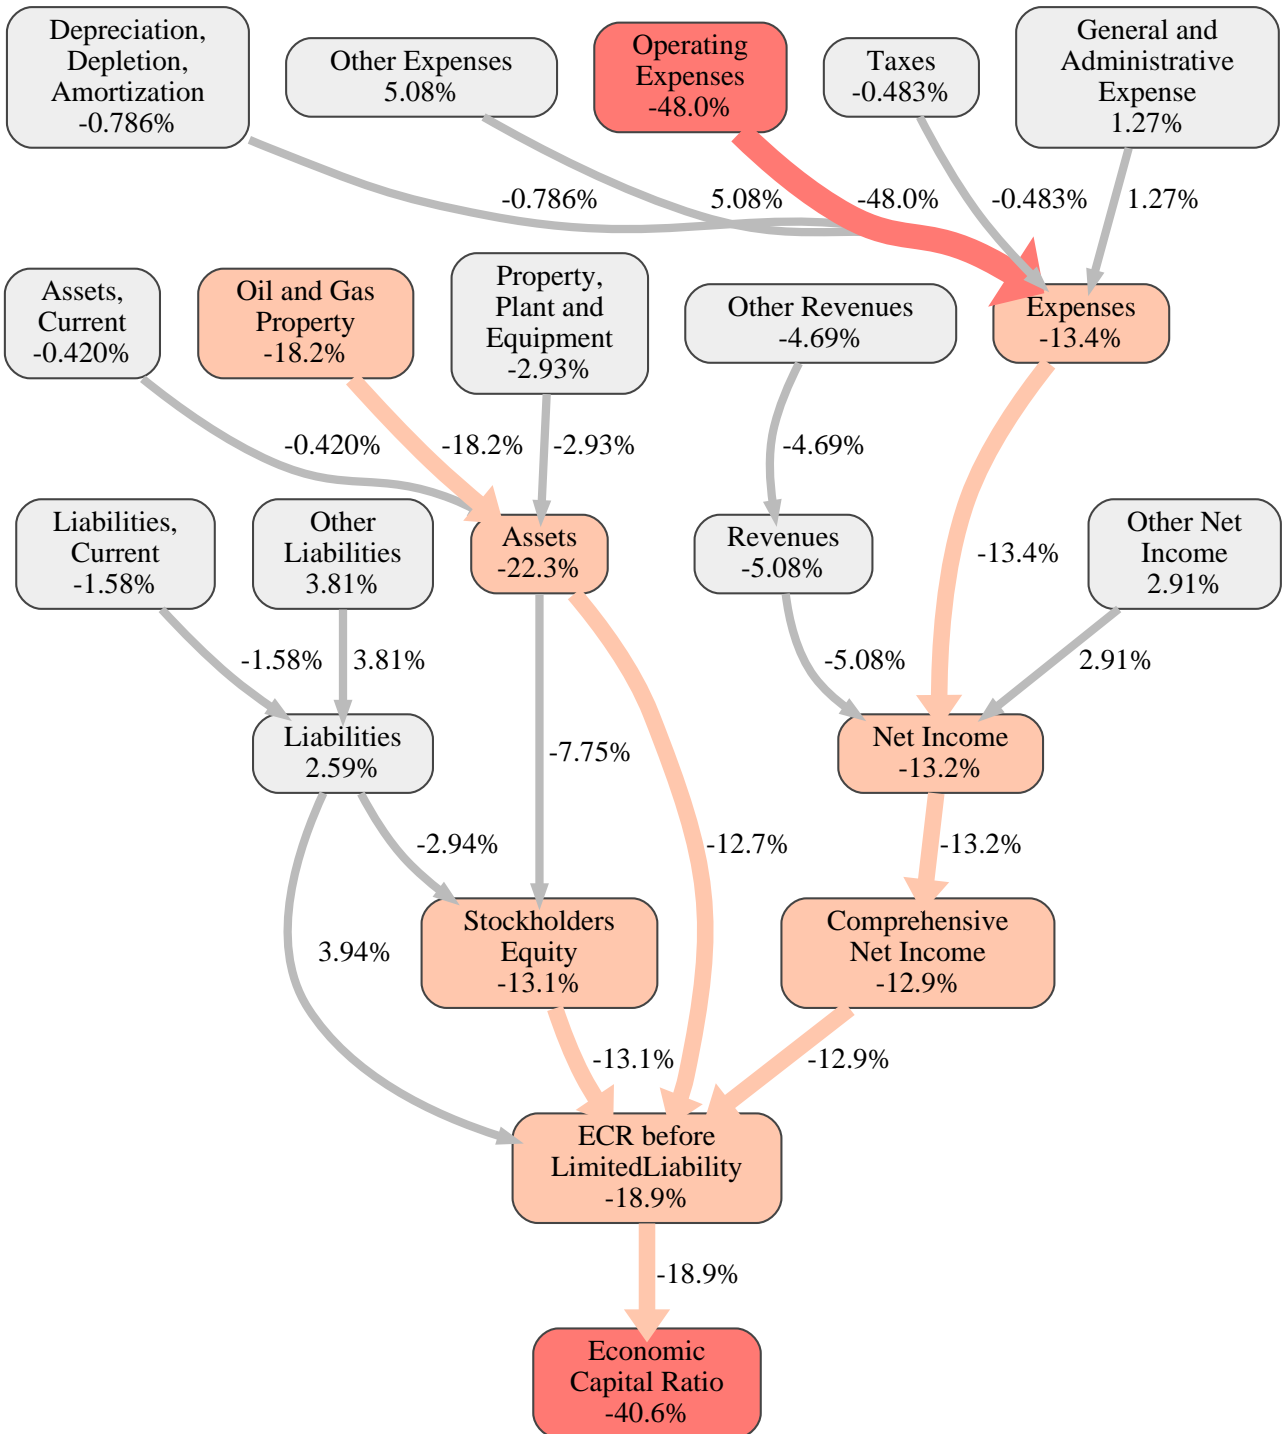 Depreciation,
Depletion,
Amortization
-0.786%
Other Expenses
5.08%
Operating
Expenses
-48.0%
Taxes
-0.483%
General and
Administrative
Expense
1.27%
-0.786%
5.08%
-48.0%
-0.483%
1.27%
Assets,
Current
-0.420%
Oil and Gas
Property
-18.2%
Property,
Plant and
Equipment
-2.93%
Other Revenues
-4.69%
Expenses
-13.4%
-0.420%
-18.2%
-2.93%
-4.69%
Liabilities,
Current
-1.58%
Other
Liabilities
3.81%
Assets
-22.3%
Revenues
-5.08%
-13.4%
Other Net
Income
2.91%
-1.58%
3.81%
-5.08%
2.91%
Liabilities
2.59%
-7.75%
Net Income
-13.2%
-2.94%
-12.7%
-13.2%
3.94%
Stockholders
Equity
-13.1%
Comprehensive
Net Income
-12.9%
-13.1%
-12.9%
ECR before
LimitedLiability
-18.9%
-18.9%
Economic
Capital Ratio
-40.6%